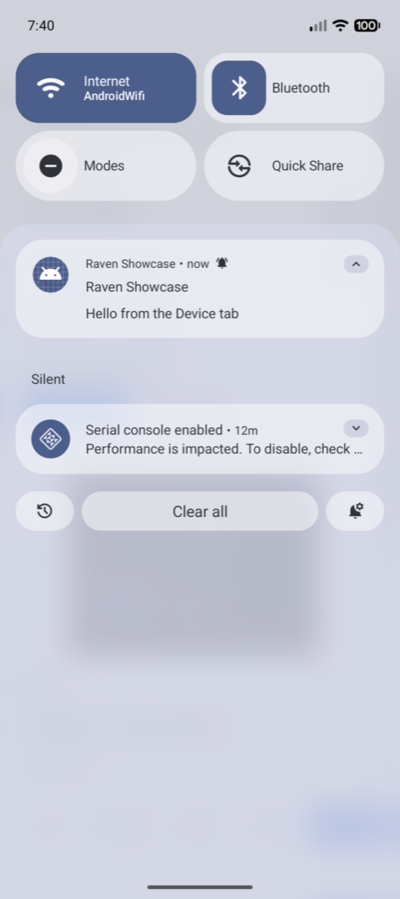 7:40
100
Internet
AndroidWifi
Bluetooth
Modes
Quick Share
Raven Showcase • now
Raven Showcase
Hello from the Device tab
Silent
Serial console enabled • 12m
Performance is impacted. To disable, check ...
Clear all